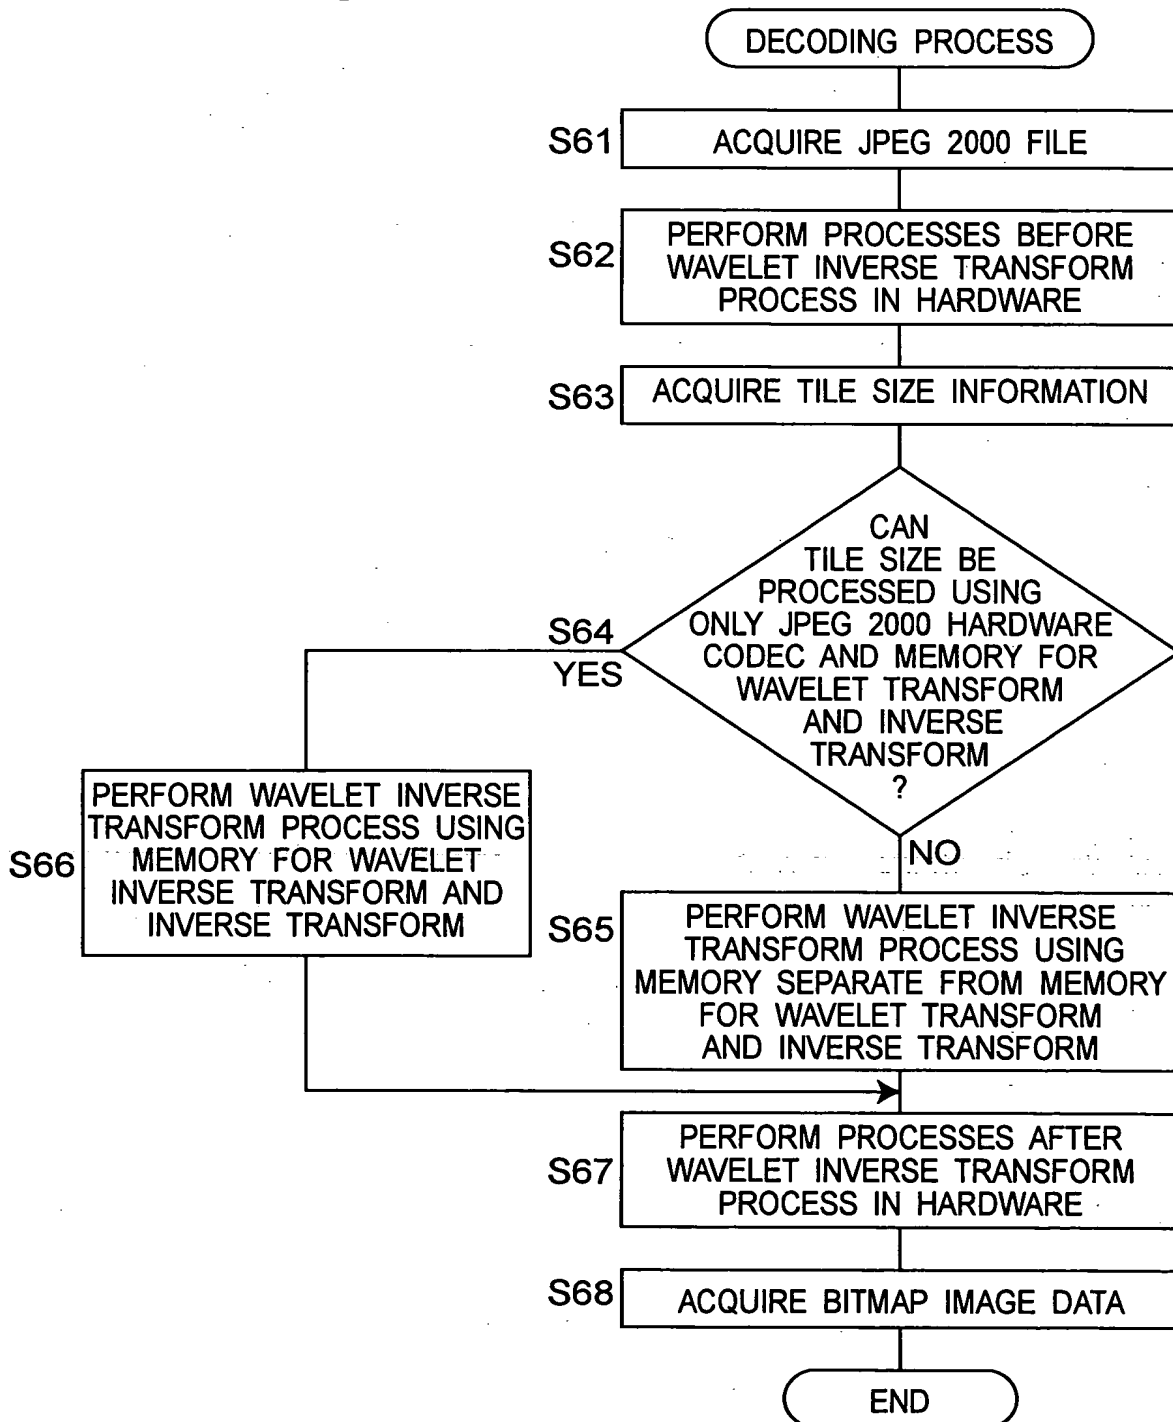 DECODING PROCESS
S61
ACQUIRE JPEG 2000 FILE
S62
PERFORM PROCESSES BEFORE
WAVELET INVERSE TRANSFORM
PROCESS IN HARDWARE
S63
ACQUIRE TILE SIZE INFORMATION
S64
YES
CAN
TILE SIZE BE
PROCESSED USING
ONLY JPEG 2000 HARDWARE
CODEC AND MEMORY FOR
WAVELET TRANSFORM
AND INVERSE
TRANSFORM
?
NO
S66
PERFORM WAVELET INVERSE
TRANSFORM PROCESS USING
MEMORY FOR WAVELET
INVERSE TRANSFORM AND
INVERSE TRANSFORM
S65
PERFORM WAVELET INVERSE
TRANSFORM PROCESS USING
MEMORY SEPARATE FROM MEMORY
FOR WAVELET TRANSFORM
AND INVERSE TRANSFORM
S67
PERFORM PROCESSES AFTER
WAVELET INVERSE TRANSFORM
PROCESS IN HARDWARE
S68
ACQUIRE BITMAP IMAGE DATA
END